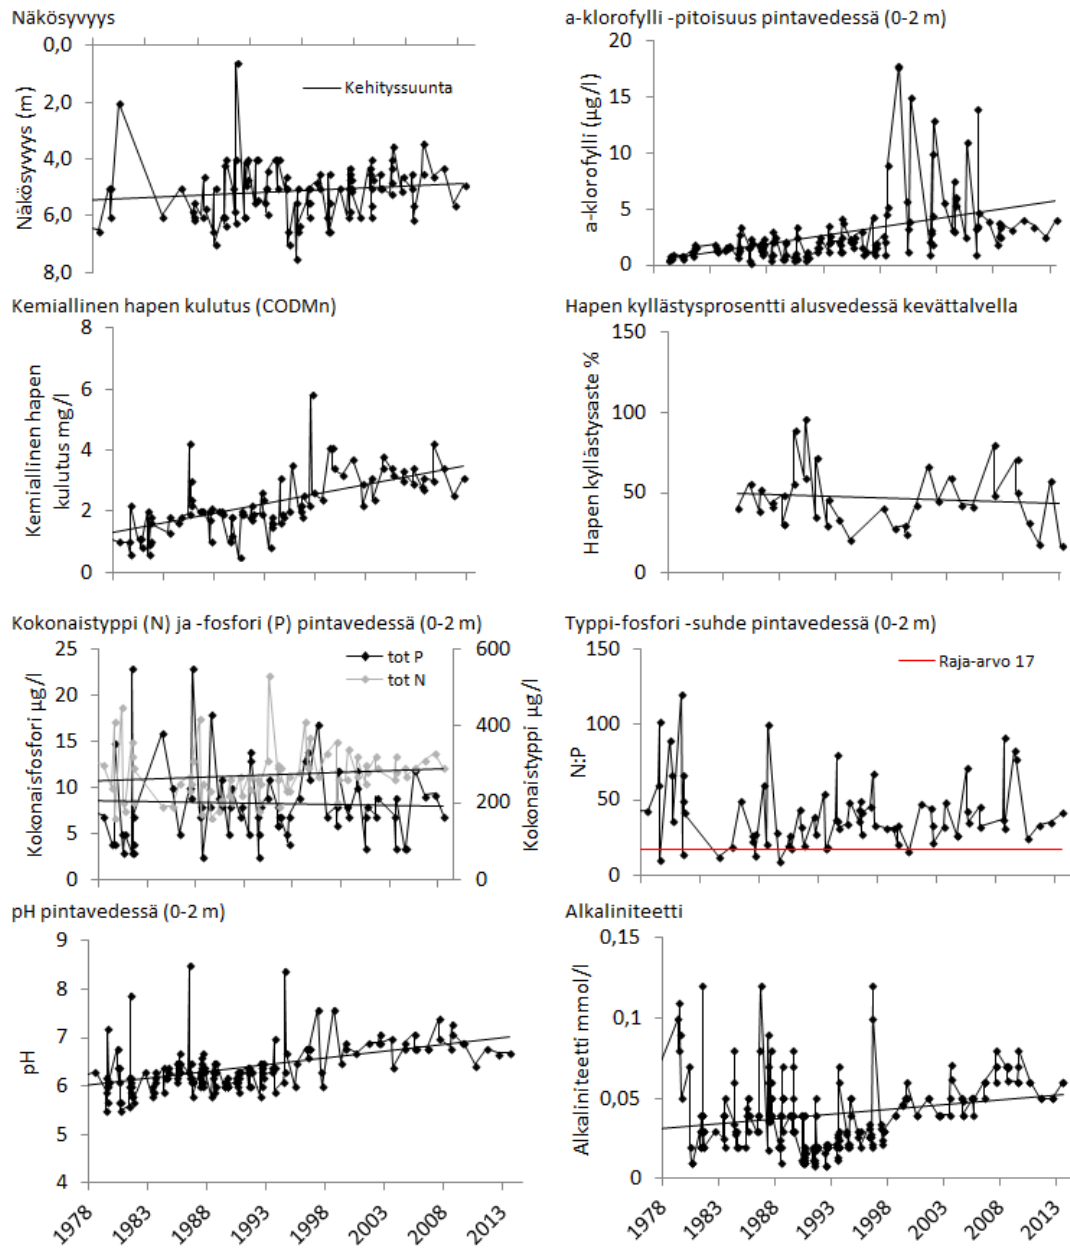 Näkösyvyys
0,0
2,0
4,0
6,0
8,0
Näkösyvyys (m)
Kehityssuunta
a-klorofylli -pitoisuus pintavedessä (0-2 m)
20
15
10
5
0
a-klorofylli (µg/l)
Kemiallinen hapen kulutus (CODMn)
8
6
4
2
0
Kemiallinen hapen
kulutus mg/l
Hapen kyllästysprosentti alusvedessä kevättalvella
150
100
50
0
Hapen kyllästysaste %
Kokonaistyppi (N) ja -fosfori (P) pintavedessä (0-2 m)
25
20
15
10
5
0
Kokonaisfosfori µg/l
tot P
tot N
600
400
200
0
Kokonaistyppi µg/l
Typpi-fosfori -suhde pintavedessä (0-2 m)
150
100
50
0
N:P
Raja-arvo 17
pH pintavedessä (0-2 m)
9
8
7
6
5
4
pH
1978
1983
1988
1993
1998
2003
2008
2013
Alkaliniteetti
0,15
0,1
0,05
0
Alkaliniteetti mmol/l
1978
1983
1988
1993
1998
2003
2008
2013